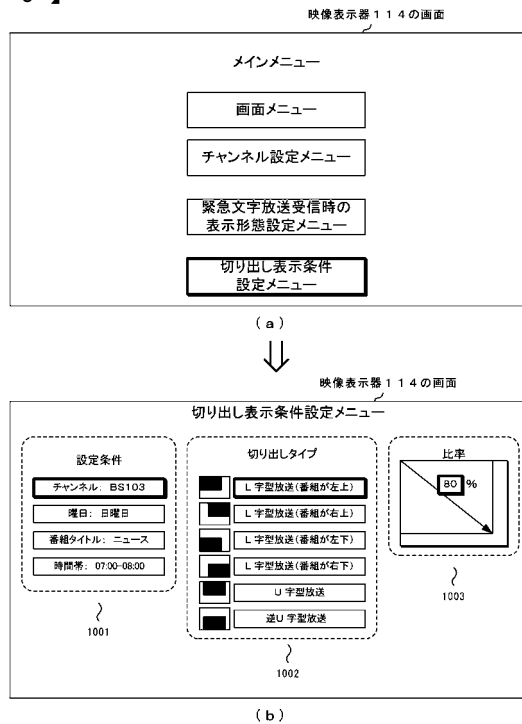 映像表示器１１４の画面
メインメニュー
画面メニュー
チャンネル設定メニュー
緊急文字放送受信時の
表示形態設定メニュー
切り出し表示条件
設定メニュー
（ａ）
映像表示器１１４の画面
切り出し表示条件設定メニュー
設定条件
チャンネル： BS103
曜日： 日曜日
番組タイトル： ニュース
時間帯： 07:00-08:00
1001
切り出しタイプ
Ｌ字型放送(番組が左上)
Ｌ字型放送(番組が右上)
Ｌ字型放送(番組が左下)
Ｌ字型放送(番組が右下)
Ｕ字型放送
逆Ｕ字型放送
1002
比率
80 %
1003
（ｂ）